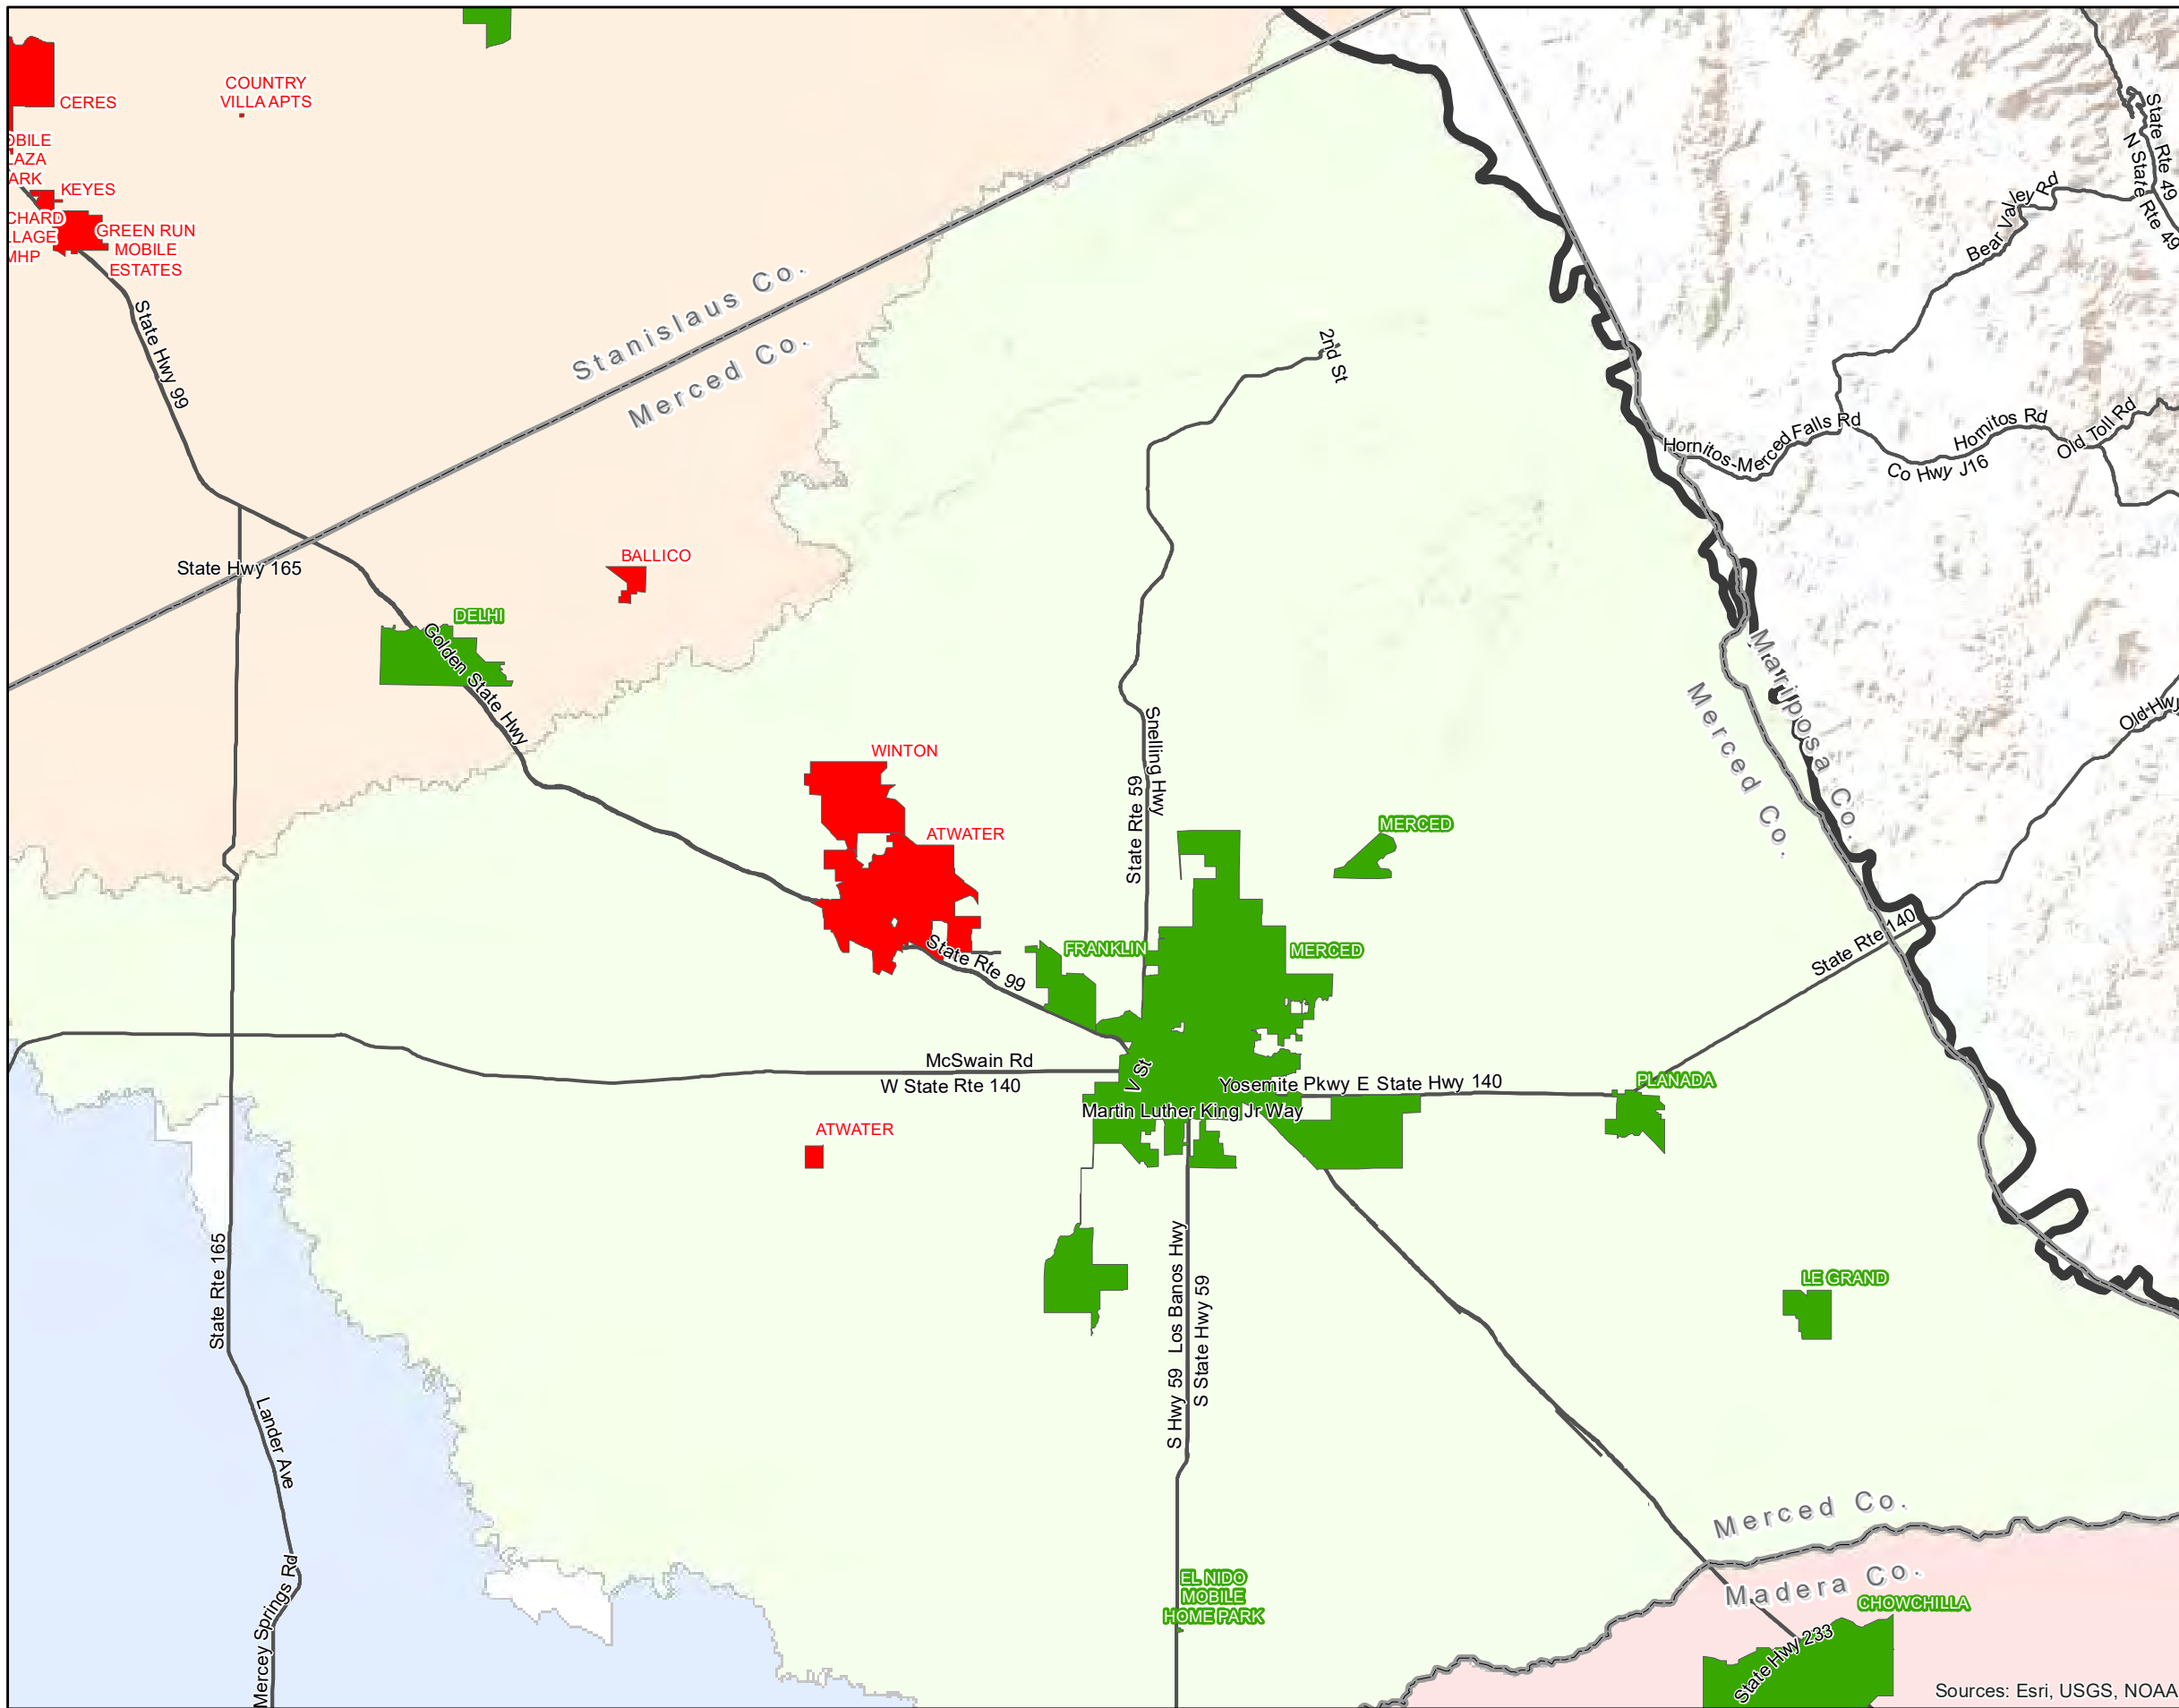 CERES
COUNTRY
VILLA APTS
OBILE
LAZA
ARK
KEYES
CHARD
LLAGE
MHP
GREEN RUN
MOBILE
ESTATES
State Hwy 99
Stanislaus Co.
Merced Co.
2nd St
State Rte 49
N State Rte 49
Bear Valley Rd
Hornitos-Merced Falls Rd
Hornitos Rd
Co Hwy J16
Old Toll Rd
State Hwy 165
BALLICO
DELHI
Golden State Hwy
Mariposa Co.
Merced Co.
Old Hwy
Snelling Hwy
State Rte 59
WINTON
ATWATER
MERCED
FRANKLIN
MERCED
State Rte 99
State Rte 140
McSwain Rd
W State Rte 140
V St
Yosemite Pkwy E State Hwy 140
Martin Luther King Jr Way
PLANADA
ATWATER
State Rte 165
S Hwy 59 Los Banos Hwy
S State Hwy 59
LE GRAND
Lander Ave
Mercey Springs Rd
Merced Co.
Madera Co.
EL NIDO
MOBILE
HOME PARK
CHOWCHILLA
State Hwy 233
Sources: Esri, USGS, NOAA